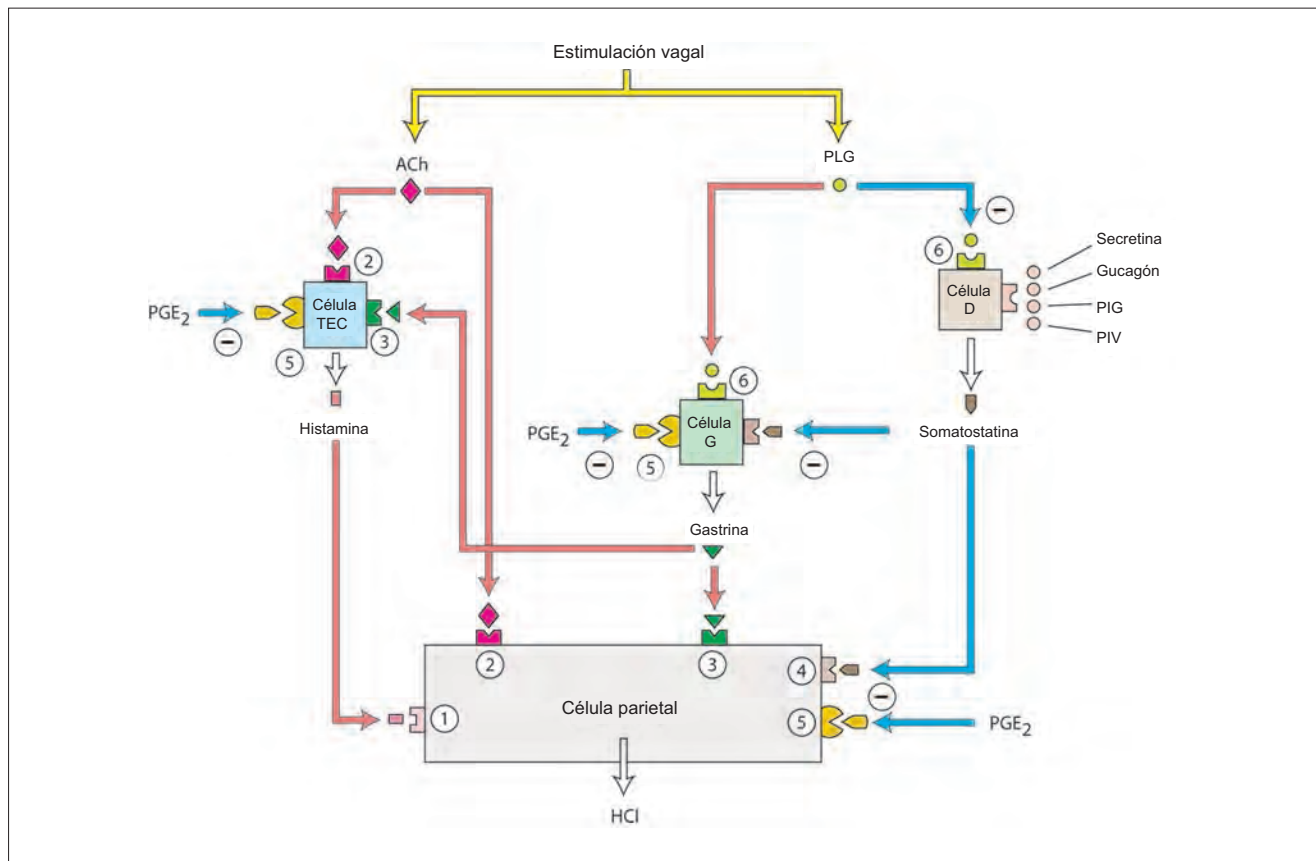 Estimulación vagal
ACh
PLG
−
2
6
Secretina
Gucagón
PIG
PIV
Célula
TEC
Célula
D
PGE2
−
5
3
6
Histamina
PGE2
−
5
Célula
G
−
Somatostatina
Gastrina
2
3
4
−
1
Célula parietal
5
PGE2
HCl